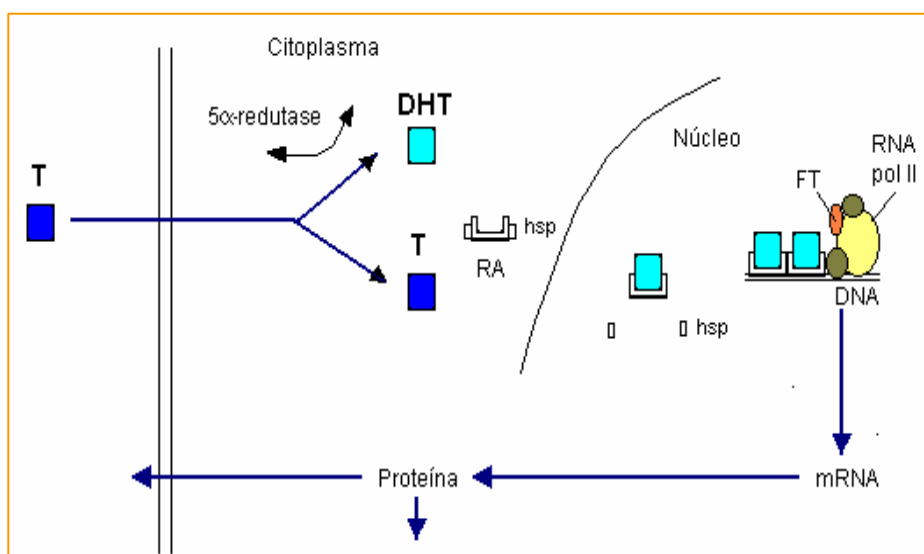 Citoplasma
5α-redutase
DHT
Núcleo
RNA
pol II
FT
T
T
hsp
RA
DNA
hsp
Proteína
mRNA